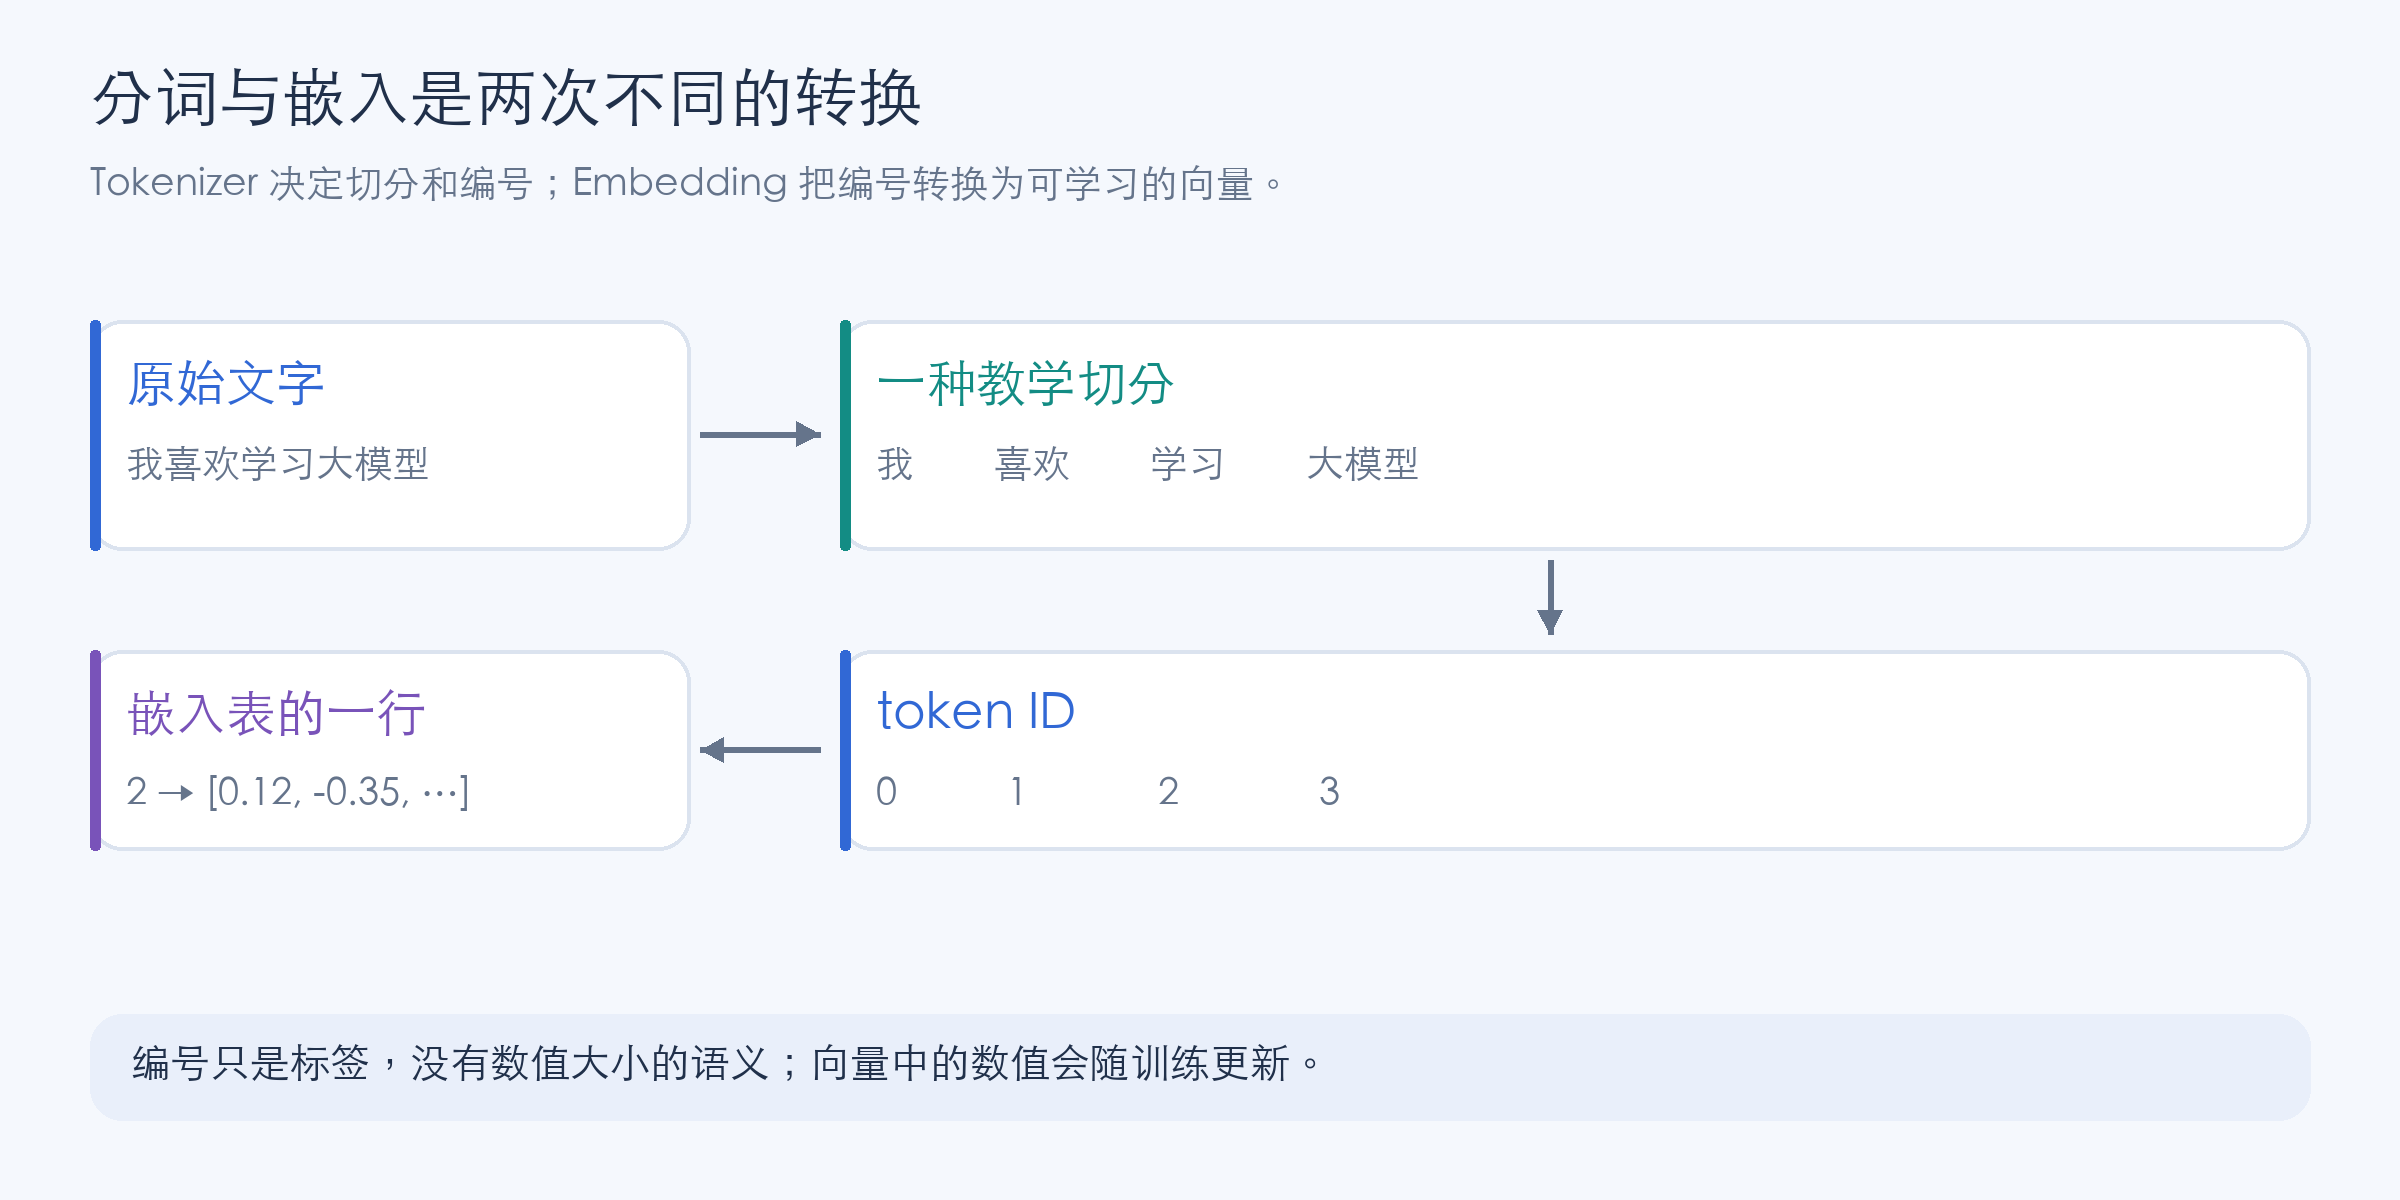 分词与嵌入是两次不同的转换
Tokenizer 决定切分和编号；Embedding 把编号转换为可学习的向量。
原始文字
我喜欢学习大模型
一种教学切分
我 喜欢 学习 大模型
嵌入表的一行
2 → [0.12, -0.35, ⋯]
token ID
0 1 2 3
编号只是标签，没有数值大小的语义；向量中的数值会随训练更新。